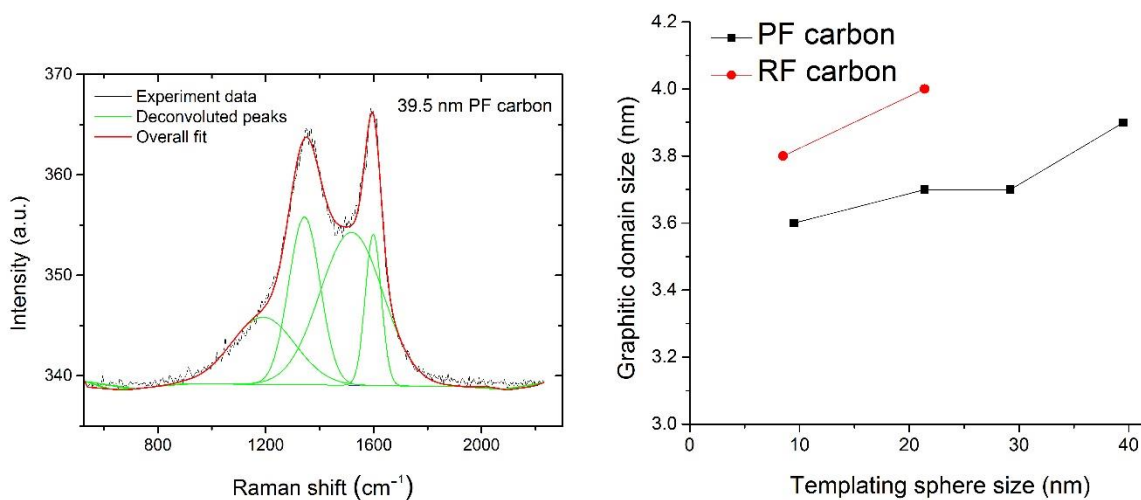 370
360
350
340
Intensity (a.u.)
Experiment data
Deconvoluted peaks
Overall fit
39.5 nm PF carbon
800
1200
1600
2000
Raman shift (cm⁻¹)
4.2
4.0
3.8
3.6
3.4
3.2
3.0
Graphitic domain size (nm)
PF carbon
RF carbon
0
10
20
30
40
Templating sphere size (nm)